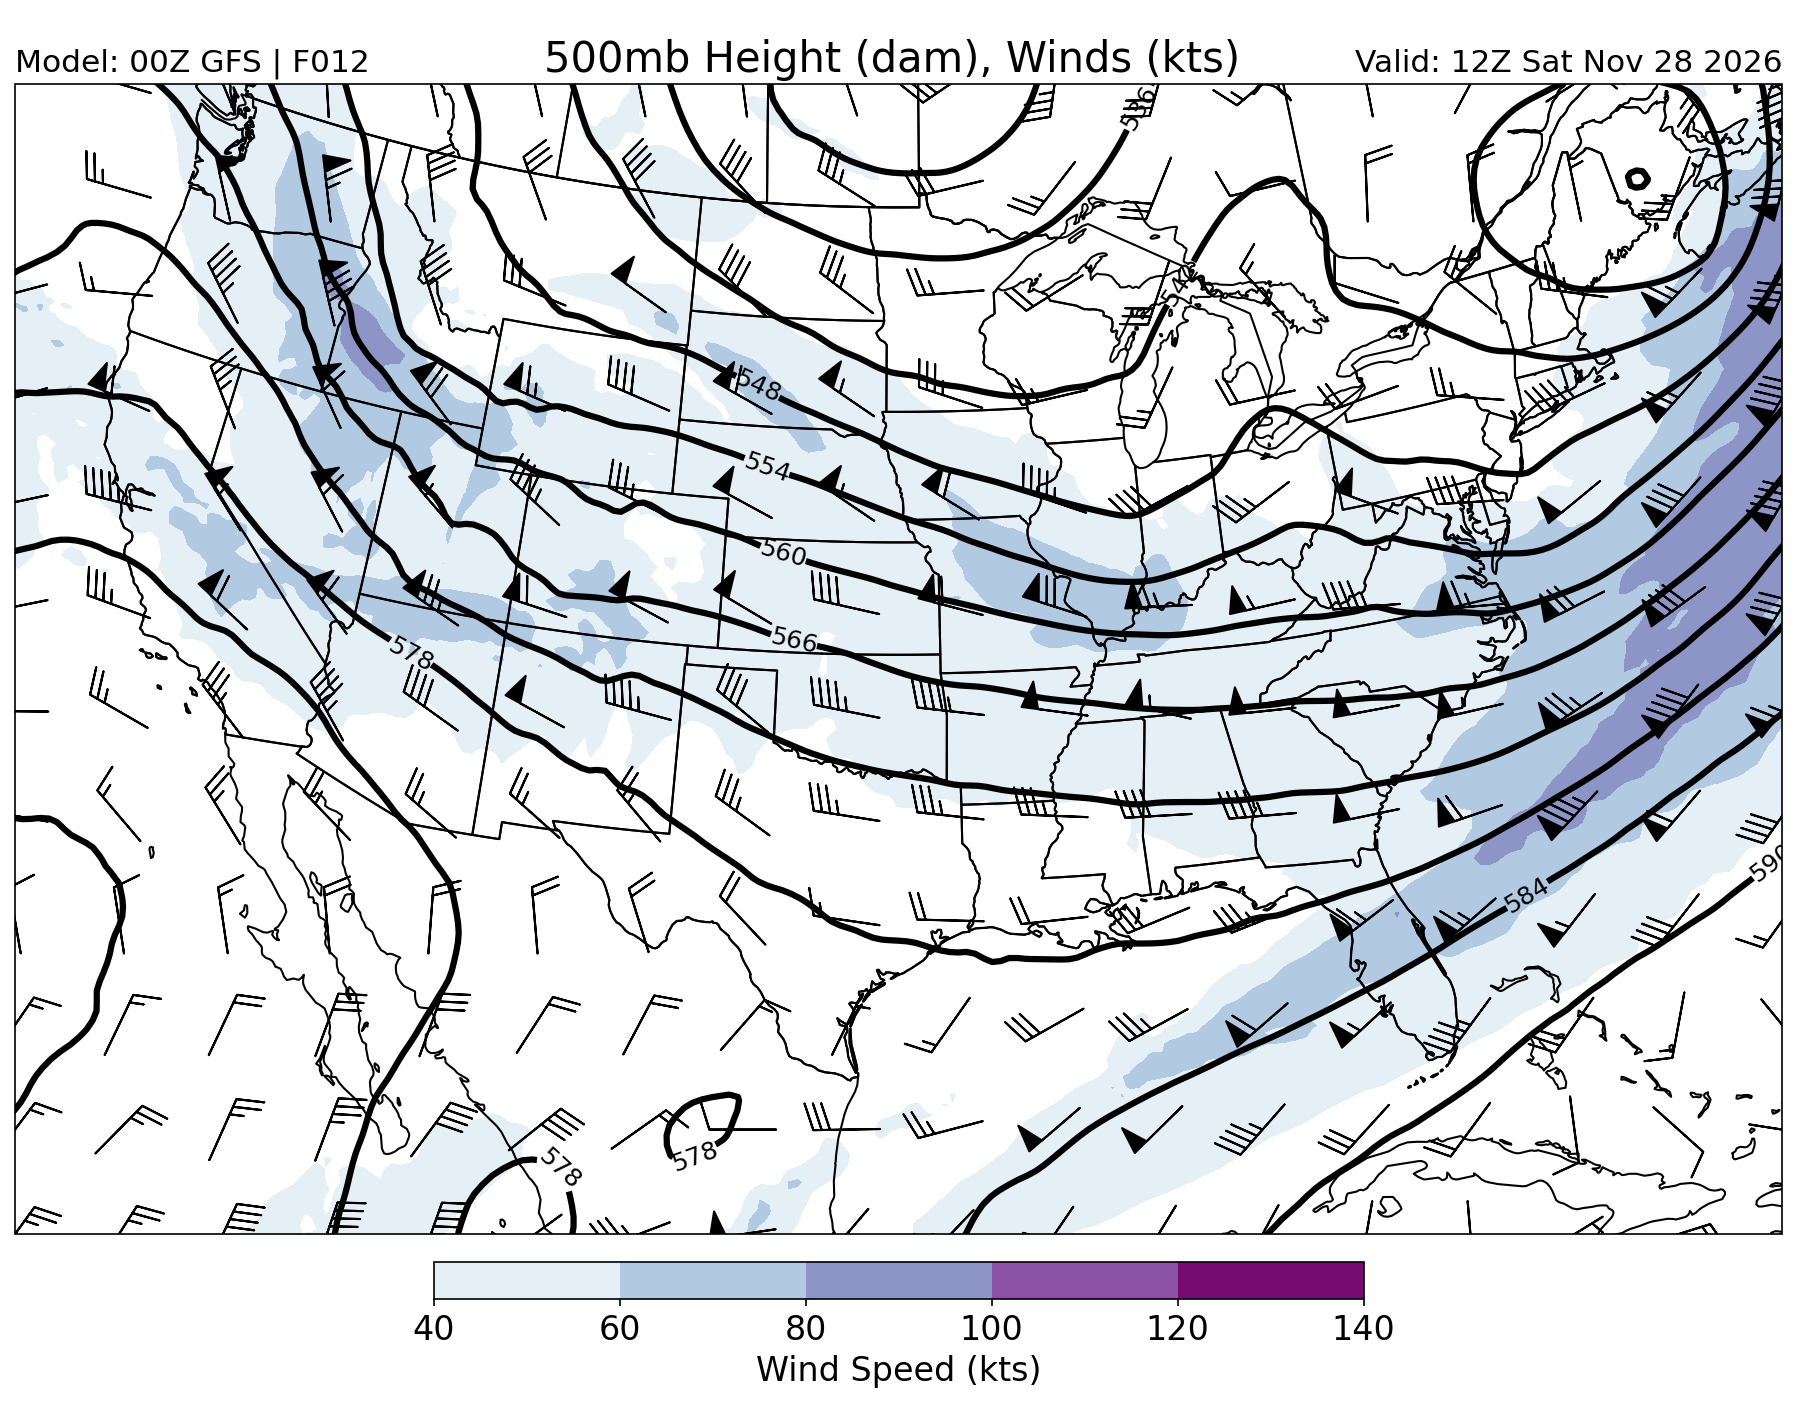 Model: 00Z GFS | F012
500mb Height (dam), Winds (kts)
Valid: 12Z Sat Nov 28 2026
536
548
554
560
566
578
584
590
578
578
40 60 80 100 120 140
Wind Speed (kts)